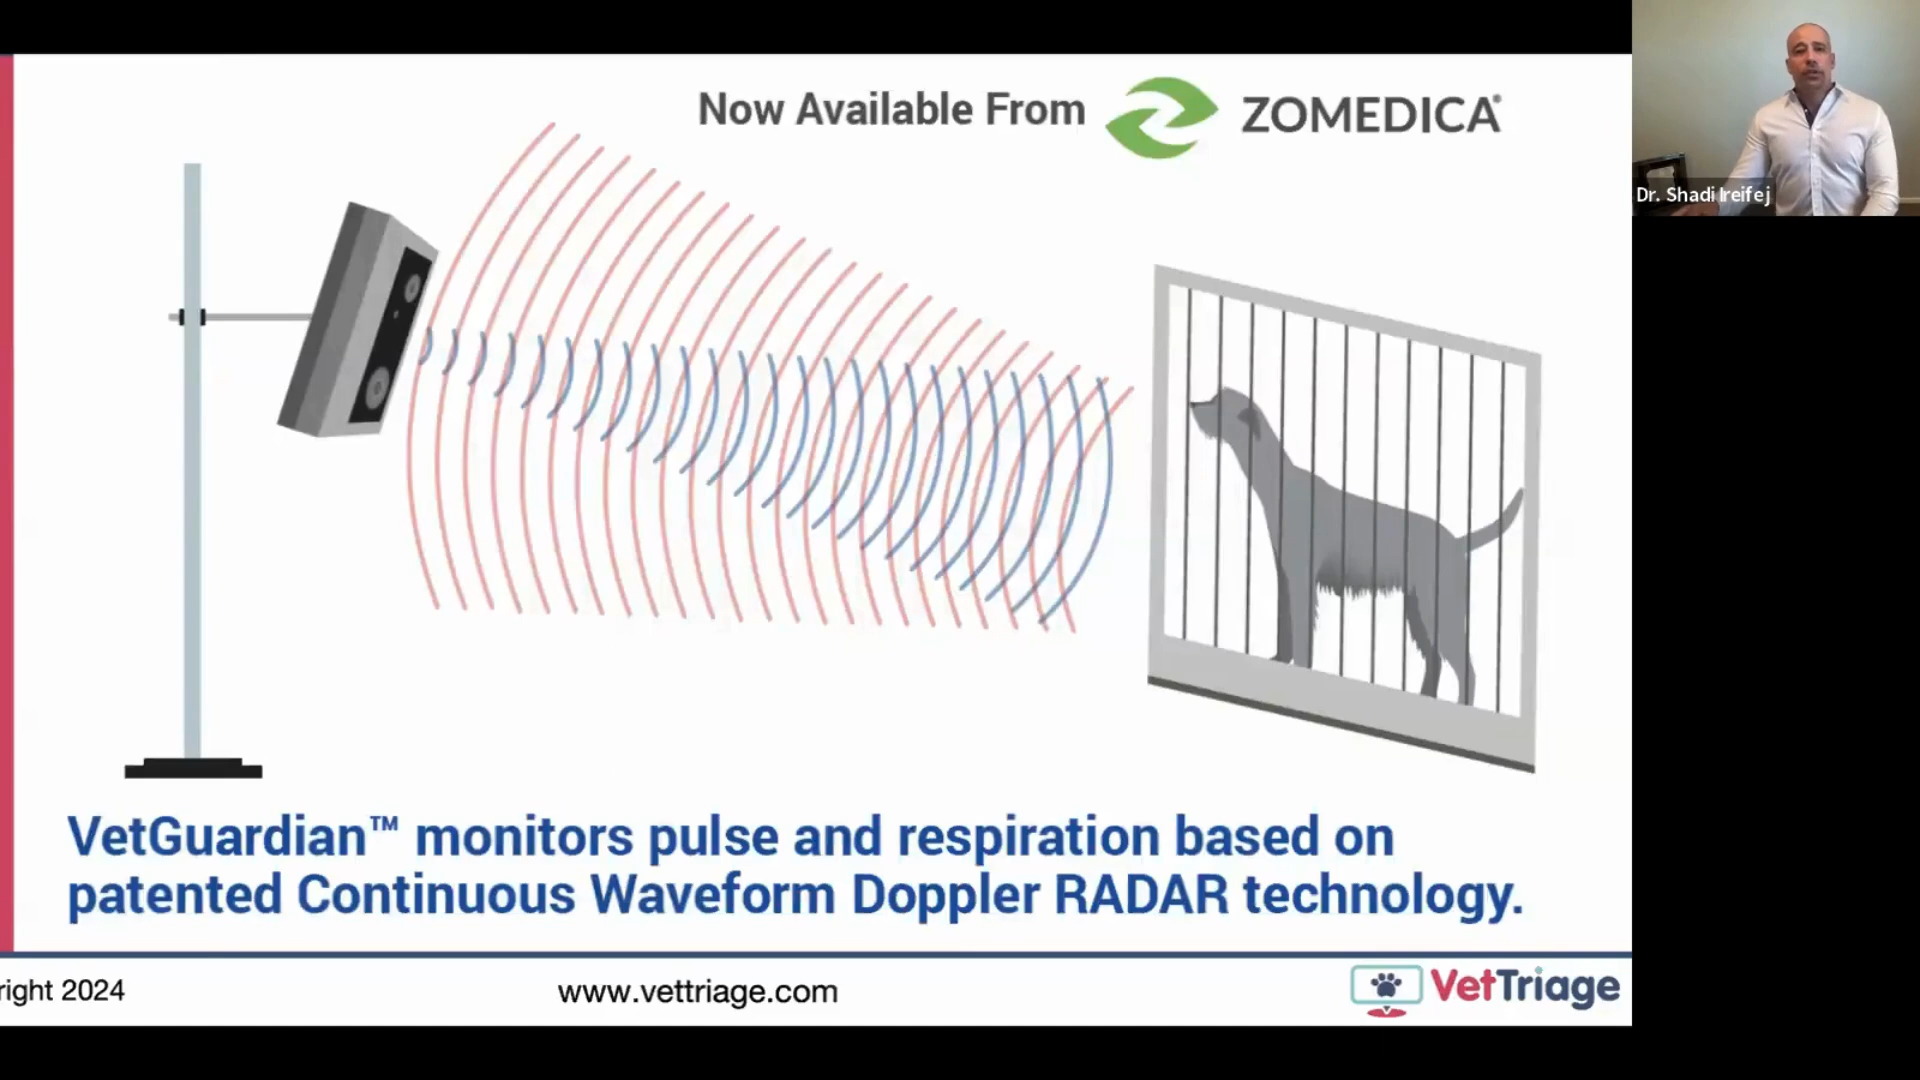 Now Available From ZOMEDICA®
Dr. Shadi Ireifej
VetGuardian™ monitors pulse and respiration based on
patented Continuous Waveform Doppler RADAR technology.
right 2024
www.vettriage.com
VetTriage